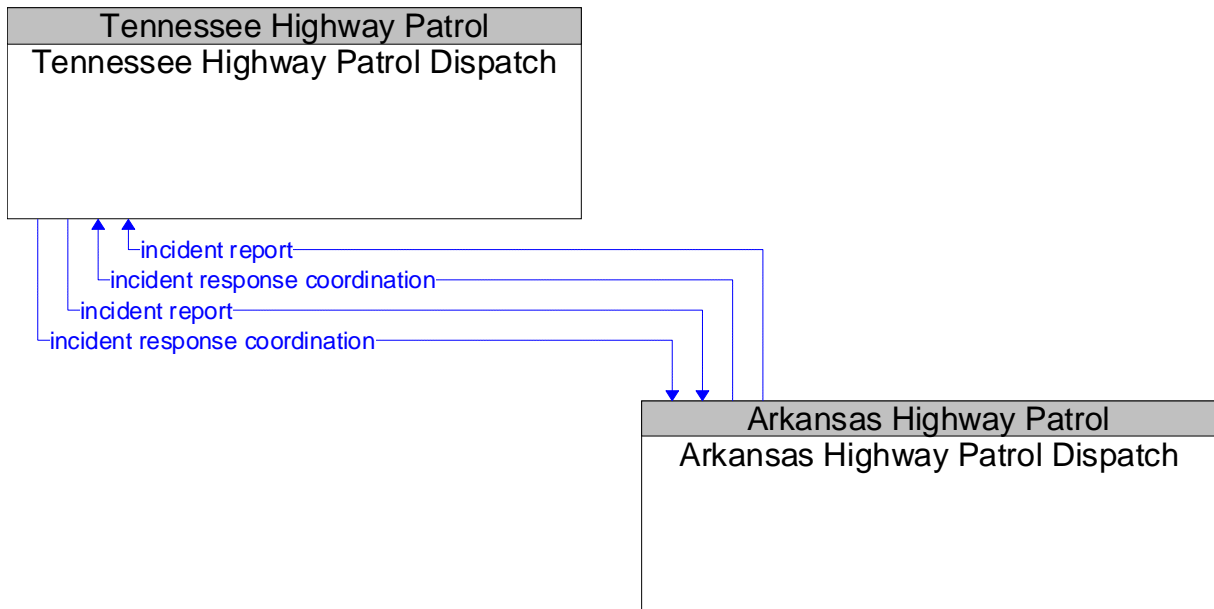 Tennessee Highway Patrol
Tennessee Highway Patrol Dispatch
incident report
incident response coordination
incident report
incident response coordination
Arkansas Highway Patrol
Arkansas Highway Patrol Dispatch